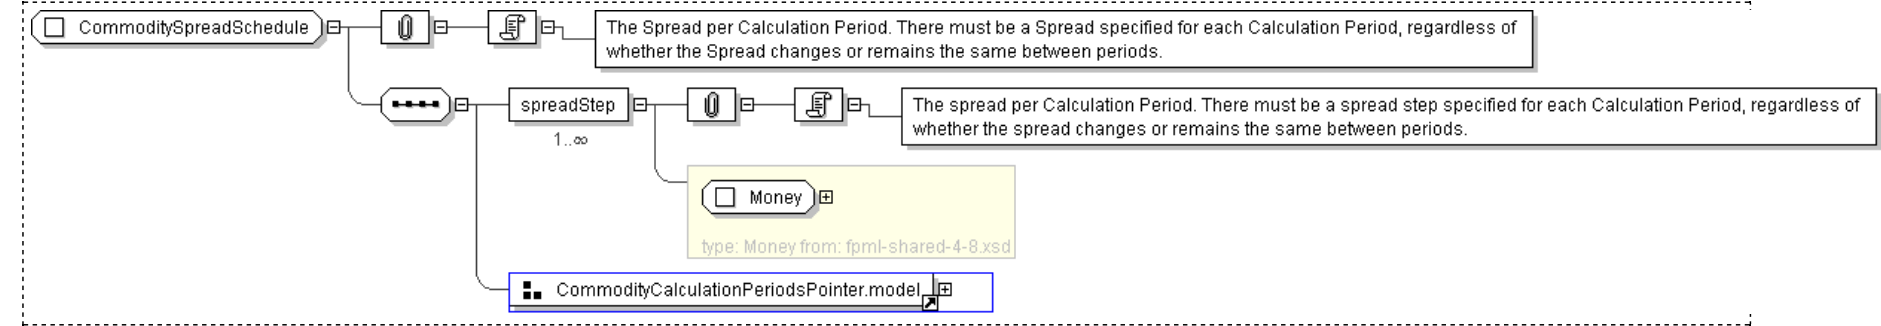 CommoditySpreadSchedule
The Spread per Calculation Period. There must be a Spread specified for each Calculation Period, regardless of
whether the Spread changes or remains the same between periods.
spreadStep
1..∞
The spread per Calculation Period. There must be a spread step specified for each Calculation Period, regardless of
whether the spread changes or remains the same between periods.
Money
type: Money from: fpml-shared-4-8.xsd
CommodityCalculationPeriodsPointer.model